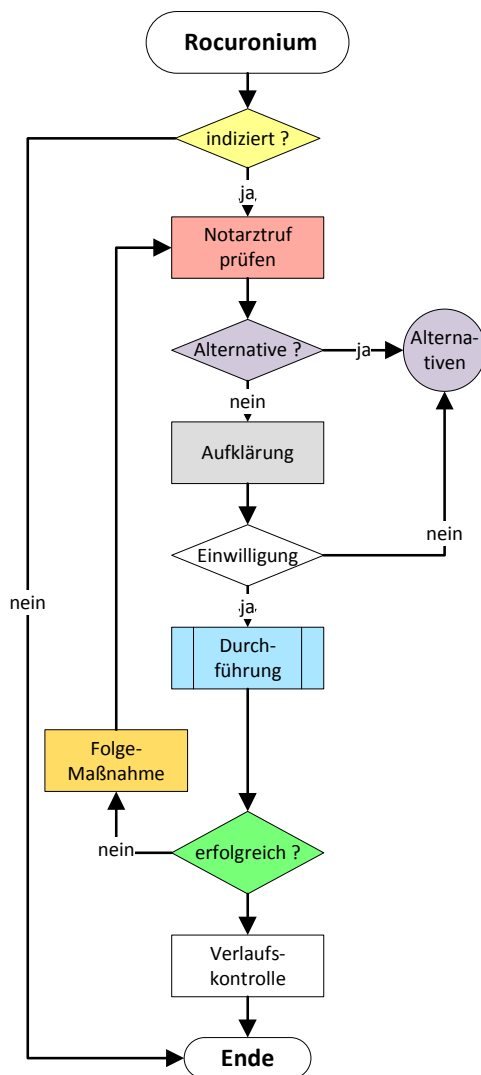 Rocuronium
indiziert ?
ja
Notarztruf
prüfen
Alternative ?
ja
Alterna-
tiven
nein
Aufklärung
nein
Einwilligung
nein
ja
Durch-
führung
Folge-
Maßnahme
nein
erfolgreich ?
Verlaufs-
kontrolle
Ende